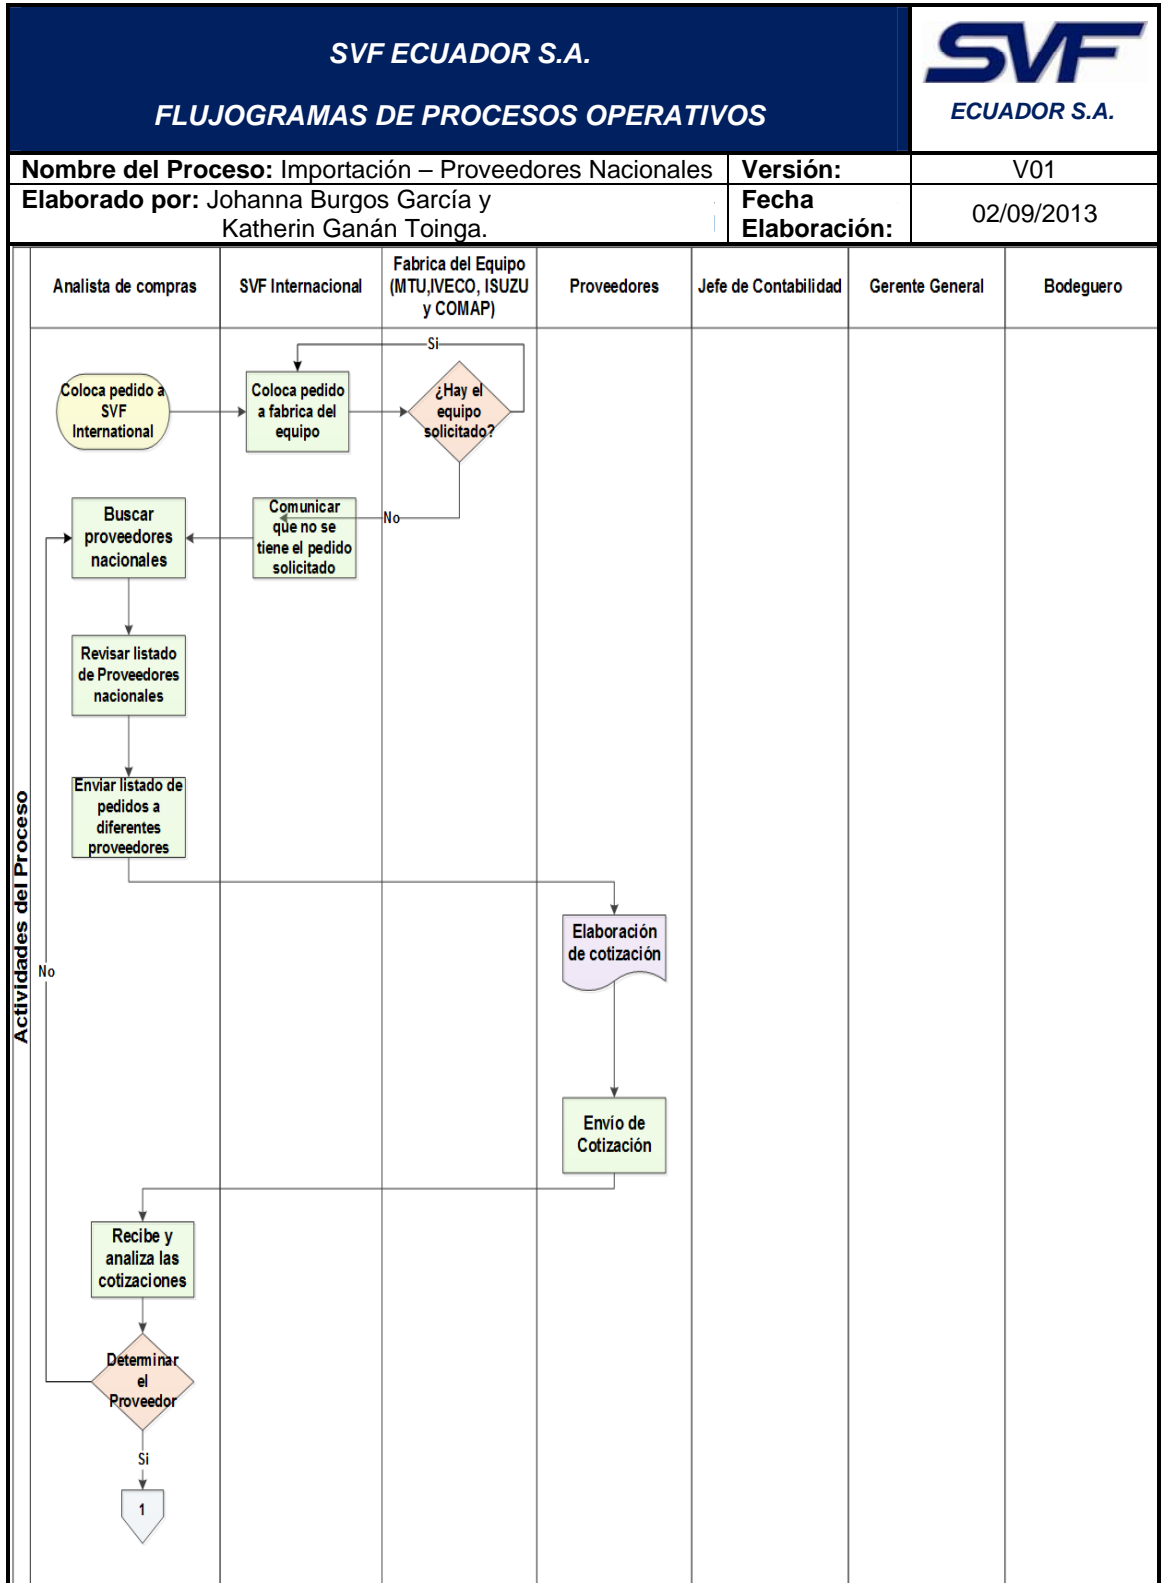 SVF ECUADOR S.A.
FLUJOGRAMAS DE PROCESOS OPERATIVOS
SVF
ECUADOR S.A.
Nombre del Proceso: Importación – Proveedores Nacionales
Versión:
V01
Elaborado por: Johanna Burgos García y
Katherin Ganán Toinga.
Fecha
Elaboración:
02/09/2013
Analista de compras
SVF Internacional
Fabrica del Equipo
(MTU,IVECO, ISUZU
y COMAP)
Proveedores
Jefe de Contabilidad
Gerente General
Bodeguero
Actividades del Proceso
Si
Coloca pedido a
SVF
International
Coloca pedido
a fabrica del
equipo
¿Hay el
equipo
solicitado?
No
Comunicar
que no se
tiene el pedido
solicitado
Buscar
proveedores
nacionales
Revisar listado
de Proveedores
nacionales
Enviar listado de
pedidos a
diferentes
proveedores
Elaboración
de cotización
No
Envío de
Cotización
Recibe y
analiza las
cotizaciones
Determinar
el
Proveedor
Si
1